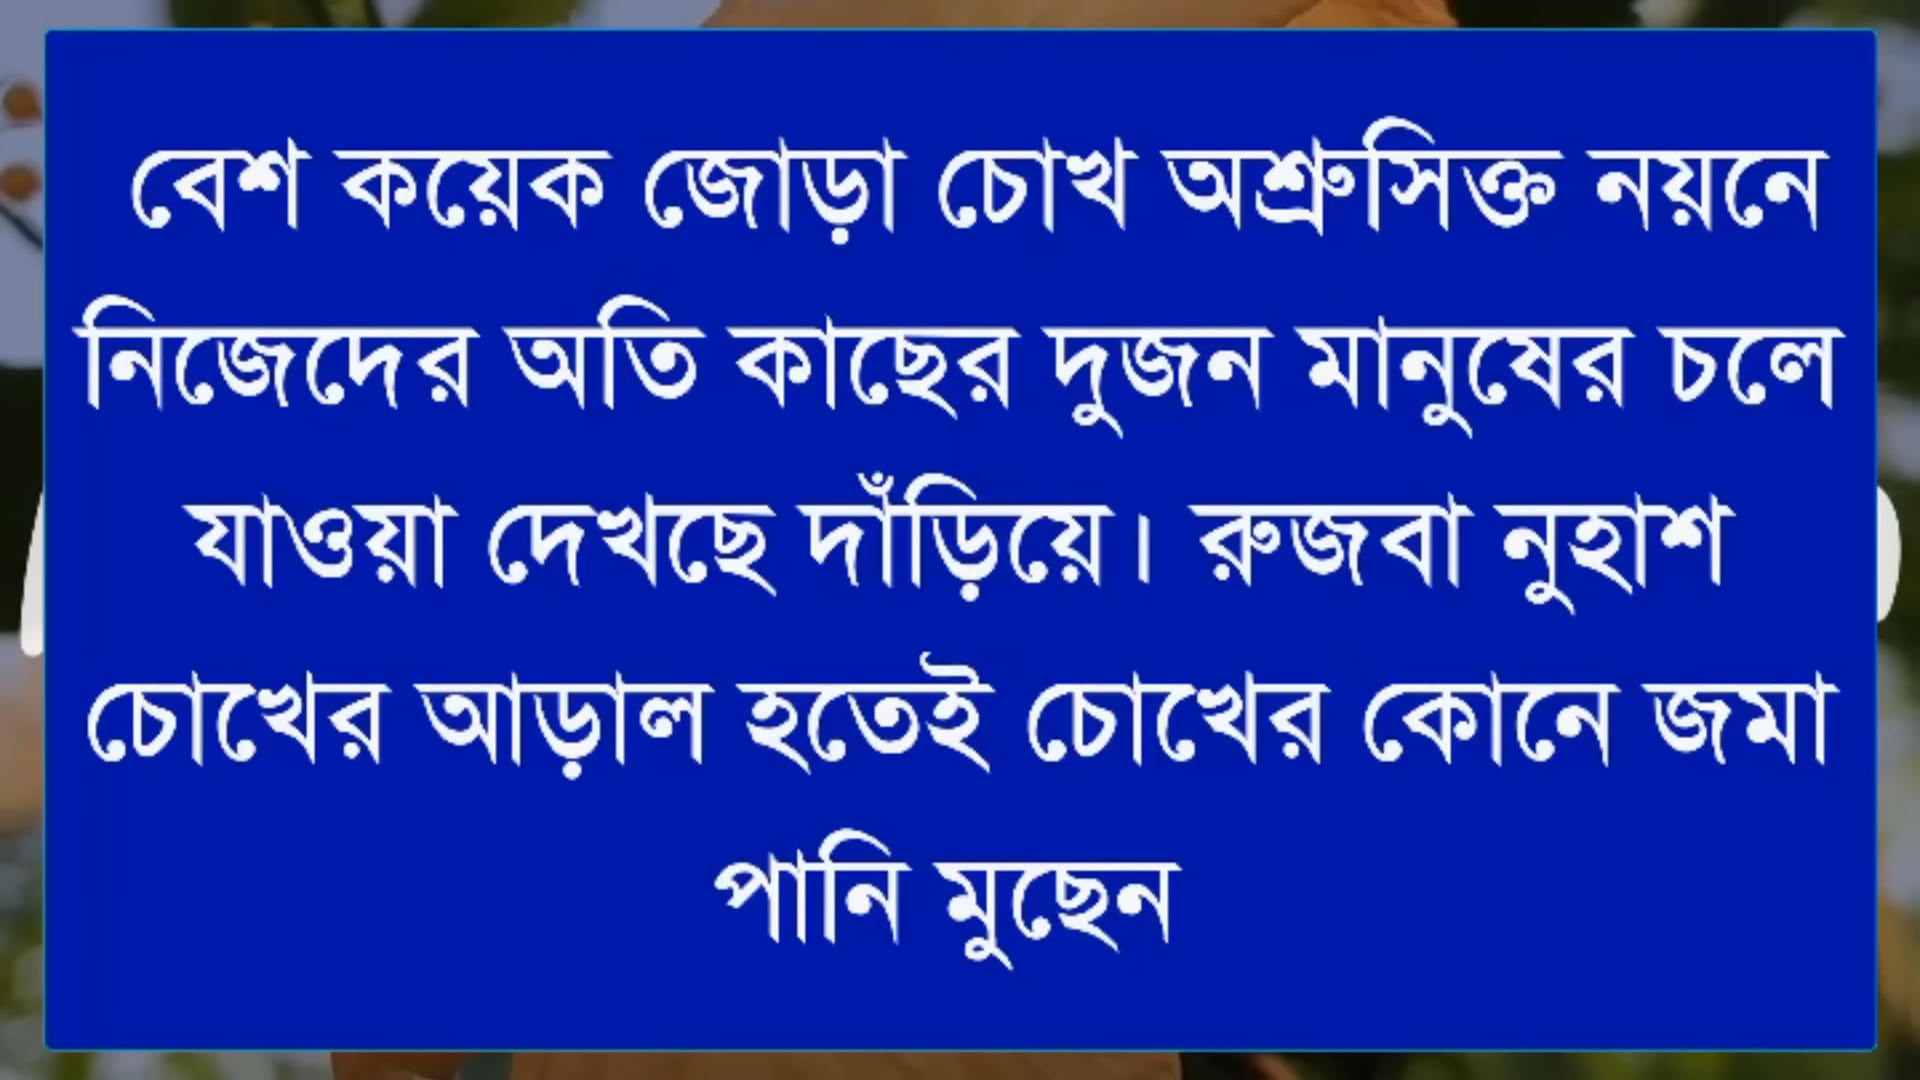 বেশ কয়েক জোড়া চোখ অশ্রুসিক্ত নয়নে
নিজেদের অতি কাছের দুজন মানুষের চলে
যাওয়া দেখছে দাঁড়িয়ে। রুজবা নুহাশ
চোখের আড়াল হতেই চোখের কোনে জমা
পানি মুছেন